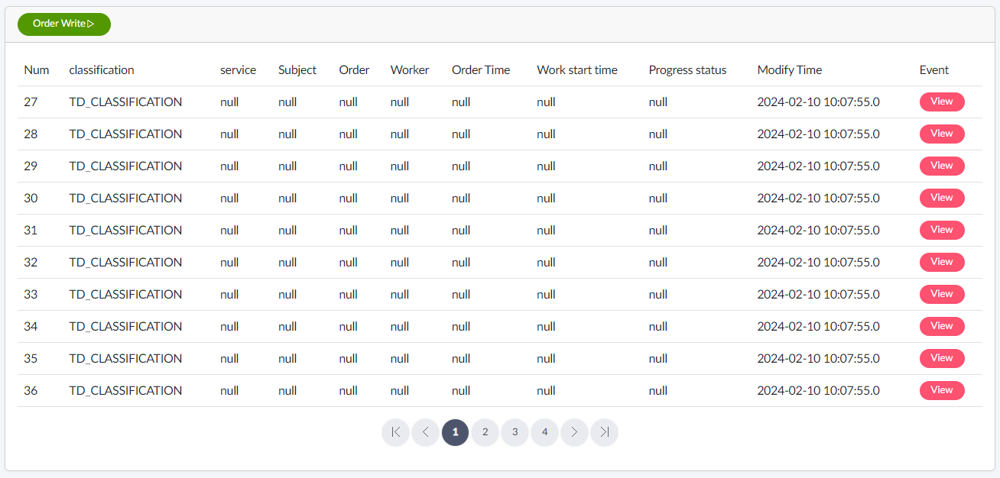 Order Write▷
Num classification service Subject Order Worker Order Time Work start time Progress status Modify Time Event
27 TD_CLASSIFICATION null null null null null null null 2024-02-10 10:07:55.0 View
28 TD_CLASSIFICATION null null null null null null null 2024-02-10 10:07:55.0 View
29 TD_CLASSIFICATION null null null null null null null 2024-02-10 10:07:55.0 View
30 TD_CLASSIFICATION null null null null null null null 2024-02-10 10:07:55.0 View
31 TD_CLASSIFICATION null null null null null null null 2024-02-10 10:07:55.0 View
32 TD_CLASSIFICATION null null null null null null null 2024-02-10 10:07:55.0 View
33 TD_CLASSIFICATION null null null null null null null 2024-02-10 10:07:55.0 View
34 TD_CLASSIFICATION null null null null null null null 2024-02-10 10:07:55.0 View
35 TD_CLASSIFICATION null null null null null null null 2024-02-10 10:07:55.0 View
36 TD_CLASSIFICATION null null null null null null null 2024-02-10 10:07:55.0 View
1 2 3 4